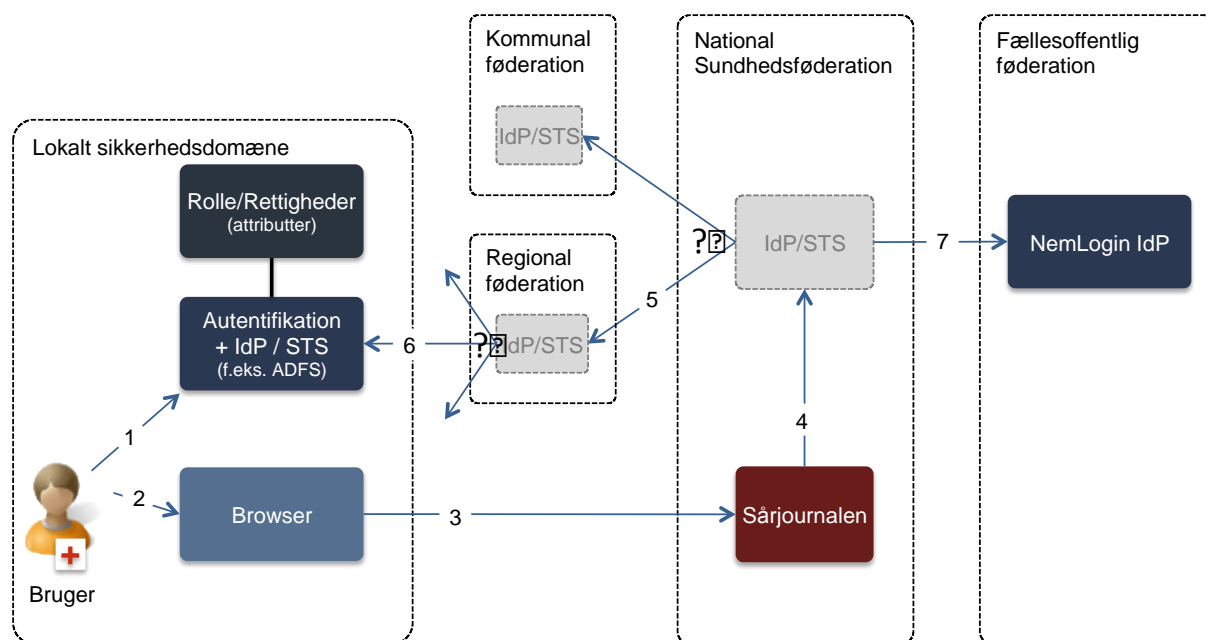 Kommunal
føderation
IdP/STS
National
Sundhedsføderation
Fællesoffentlig
føderation
Lokalt sikkerhedsdomæne
Rolle/Rettigheder
(attributter)
Autentifikation
+ IdP / STS
(f.eks. ADFS)
Regional
føderation
IdP/STS
?
6
5
?
IdP/STS
7
NemLogin IdP
1
2
Browser
3
4
Sårjournalen
Bruger